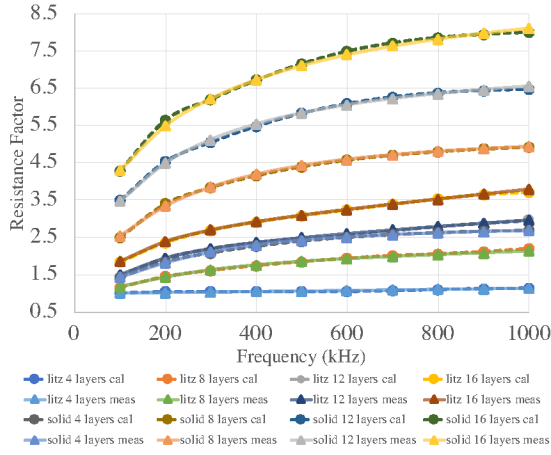 8.5
7.5
6.5
5.5
4.5
3.5
2.5
1.5
0.5
Resistance Factor
0 200 400 600 800 1000
Frequency (kHz)
litz 4 layers cal litz 8 layers cal litz 12 layers cal litz 16 layers cal
litz 4 layers meas litz 8 layers meas litz 12 layers meas litz 16 layers meas
solid 4 layers cal solid 8 layers cal solid 12 layers cal solid 16 layers cal
solid 4 layers meas solid 8 layers meas solid 12 layers meas solid 16 layers meas